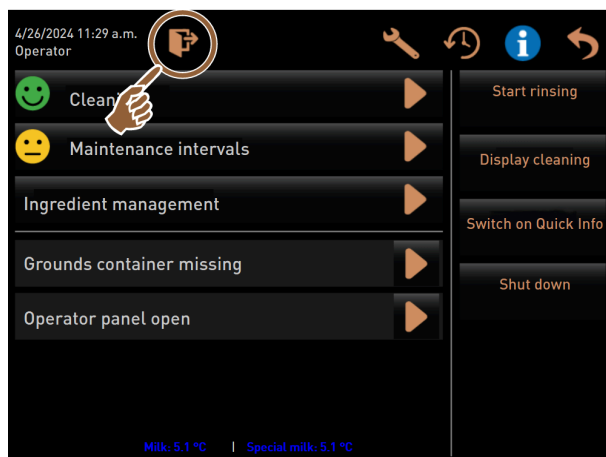 4/26/2024 11:29 a.m.
Operator
Start rinsing
Maintenance intervals
Display cleaning
Ingredient management
Switch on Quick Info
Grounds container missing
Shut down
Operator panel open
Milk: 5.1 °C | Special milk: 5.1 °C